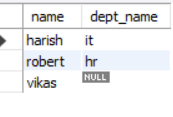 name dept_name
harish it
robert hr
vikas NULL